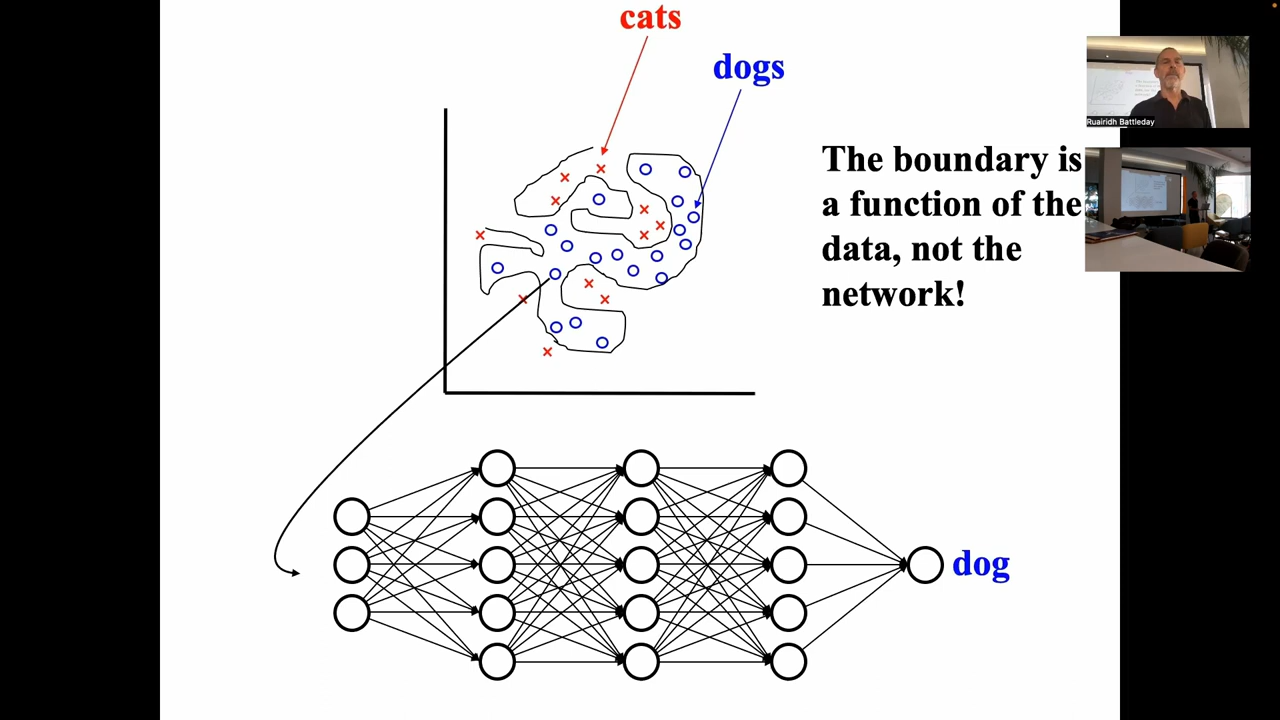 cats
dogs
The boundary is
a function of the
data, not the
network!
dog
Ruairidh Battleday